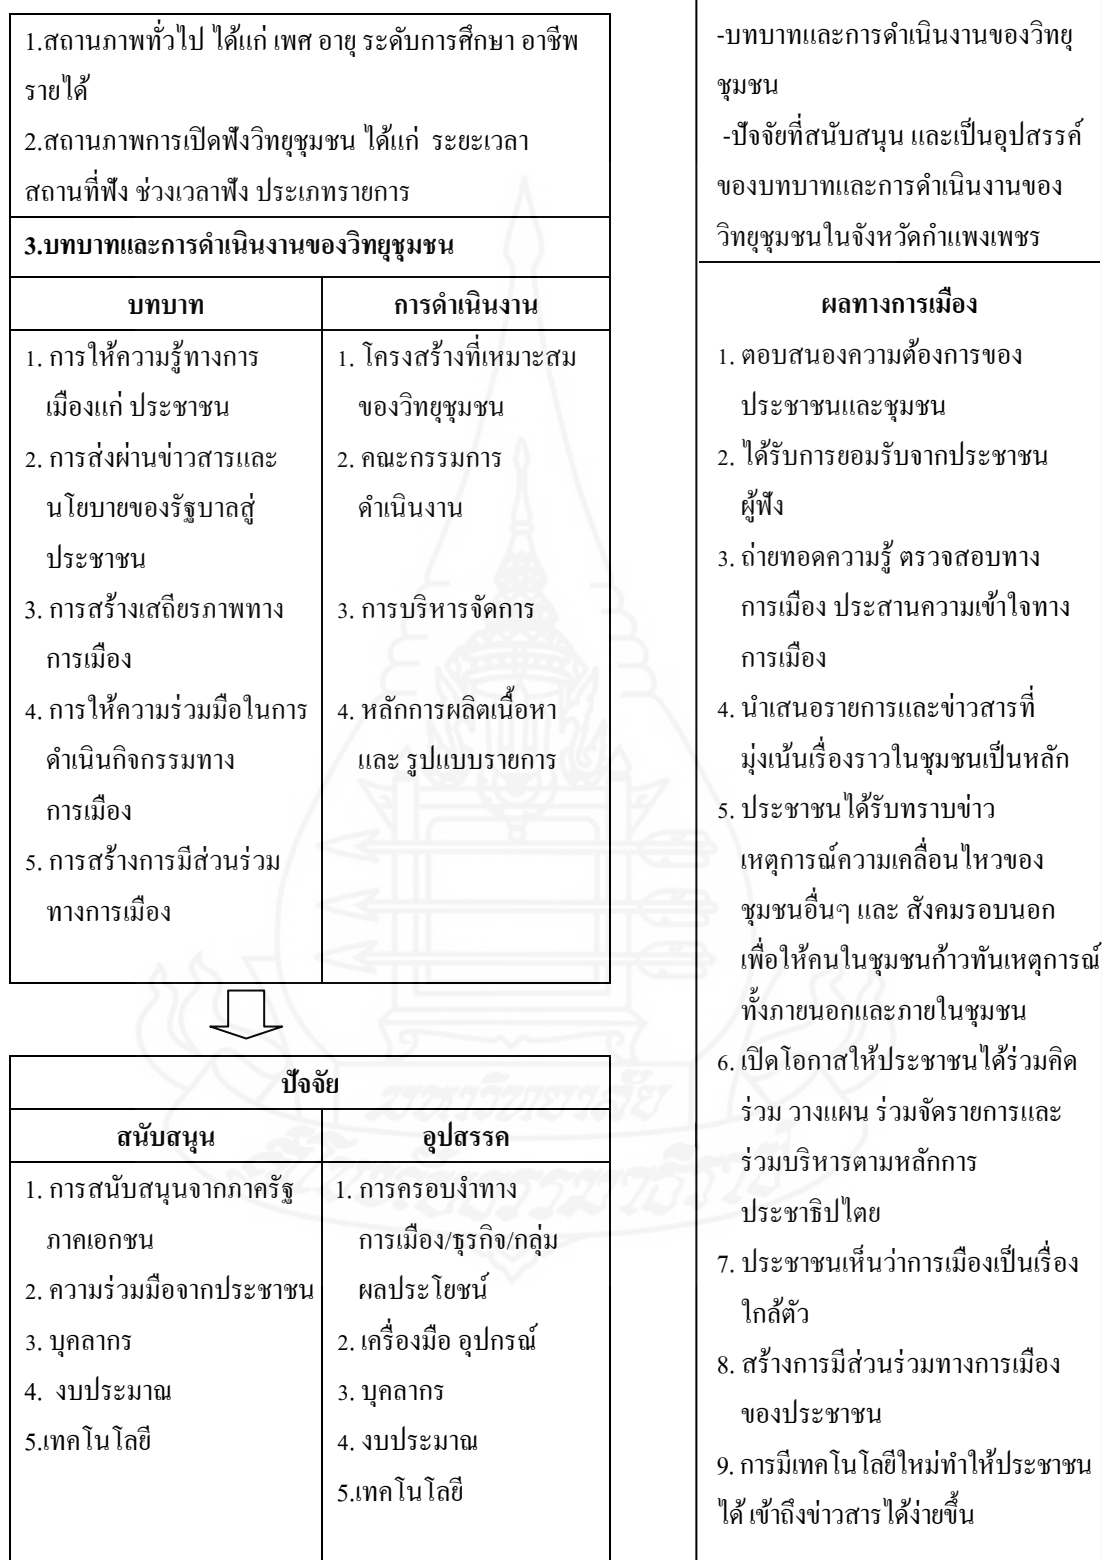 1.สถานภาพทั่วไป ได้แก่ เพศ อายุ ระดับการศึกษา อาชีพ
รายได้
2.สถานภาพการเปิดฟังวิทยุชุมชน ได้แก่ ระยะเวลา
สถานที่ฟัง ช่วงเวลาฟัง ประเภทรายการ
3.บทบาทและการดำเนินงานของวิทยุชุมชน
บทบาท
1. การให้ความรู้ทางการ
เมืองแก่ ประชาชน
2. การส่งผ่านข่าวสารและ
นโยบายของรัฐบาลสู่
ประชาชน
3. การสร้างเสถียรภาพทาง
การเมือง
4. การให้ความร่วมมือในการ
ดำเนินกิจกรรมทาง
การเมือง
5. การสร้างการมีส่วนร่วม
ทางการเมือง
การดำเนินงาน
1. โครงสร้างที่เหมาะสม
ของวิทยุชุมชน
2. คณะกรรมการ
ดำเนินงาน
3. การบริหารจัดการ
4. หลักการผลิตเนื้อหา
และ รูปแบบรายการ
ปัจจัย
สนับสนุน
1. การสนับสนุนจากภาครัฐ
ภาคเอกชน
2. ความร่วมมือจากประชาชน
3. บุคลากร
4. งบประมาณ
5.เทคโนโลยี
อุปสรรค
1. การครอบงำทาง
การเมือง/ธุรกิจ/กลุ่ม
ผลประโยชน์
2. เครื่องมือ อุปกรณ์
3. บุคลากร
4. งบประมาณ
5.เทคโนโลยี
-บทบาทและการดำเนินงานของวิทยุ
ชุมชน
-ปัจจัยที่สนับสนุน และเป็นอุปสรรค์
ของบทบาทและการดำเนินงานของ
วิทยุชุมชนในจังหวัดกำแพงเพชร
ผลทางการเมือง
1. ตอบสนองความต้องการของ
ประชาชนและชุมชน
2. ได้รับการยอมรับจากประชาชน
ผู้ฟัง
3. ถ่ายทอดความรู้ ตรวจสอบทาง
การเมือง ประสานความเข้าใจทาง
การเมือง
4. นำเสนอรายการและข่าวสารที่
มุ่งเน้นเรื่องราวในชุมชนเป็นหลัก
5. ประชาชนได้รับทราบข่าว
เหตุการณ์ความเคลื่อนไหวของ
ชุมชนอื่นๆ และ สังคมรอบนอก
เพื่อให้คนในชุมชนก้าวทันเหตุการณ์
ทั้งภายนอกและภายในชุมชน
6. เปิดโอกาสให้ประชาชนได้ร่วมคิด
ร่วม วางแผน ร่วมจัดรายการและ
ร่วมบริหารตามหลักการ
ประชาธิปไตย
7. ประชาชนเห็นว่าการเมืองเป็นเรื่อง
ใกล้ตัว
8. สร้างการมีส่วนร่วมทางการเมือง
ของประชาชน
9. การมีเทคโนโลยีใหม่ทำให้ประชาชน
ได้ เข้าถึงข่าวสารได้ง่ายขึ้น
มหาวิทยาลัย
สุโขทัยธรรมาธิราช